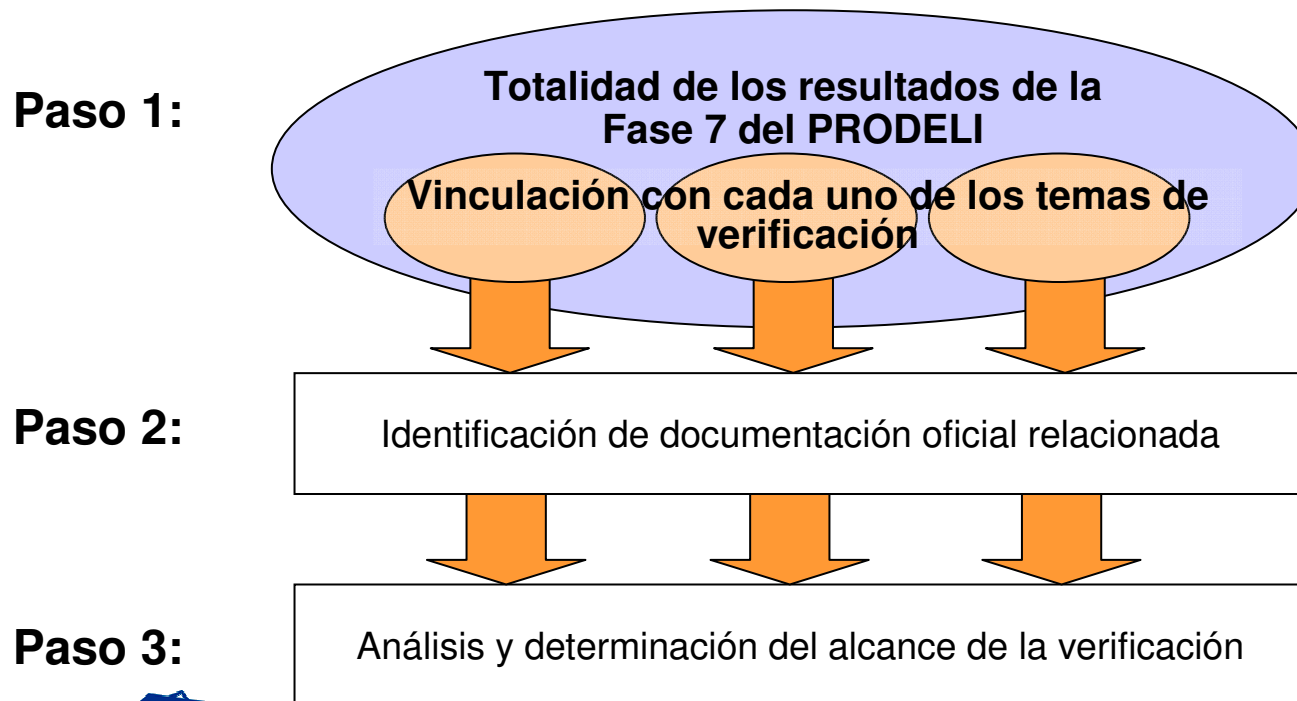 Paso 1:
Totalidad de los resultados de la
Fase 7 del PRODELI
Vinculación con cada uno de los temas de
verificación
Paso 2:
Identificación de documentación oficial relacionada
Paso 3:
Análisis y determinación del alcance de la verificación